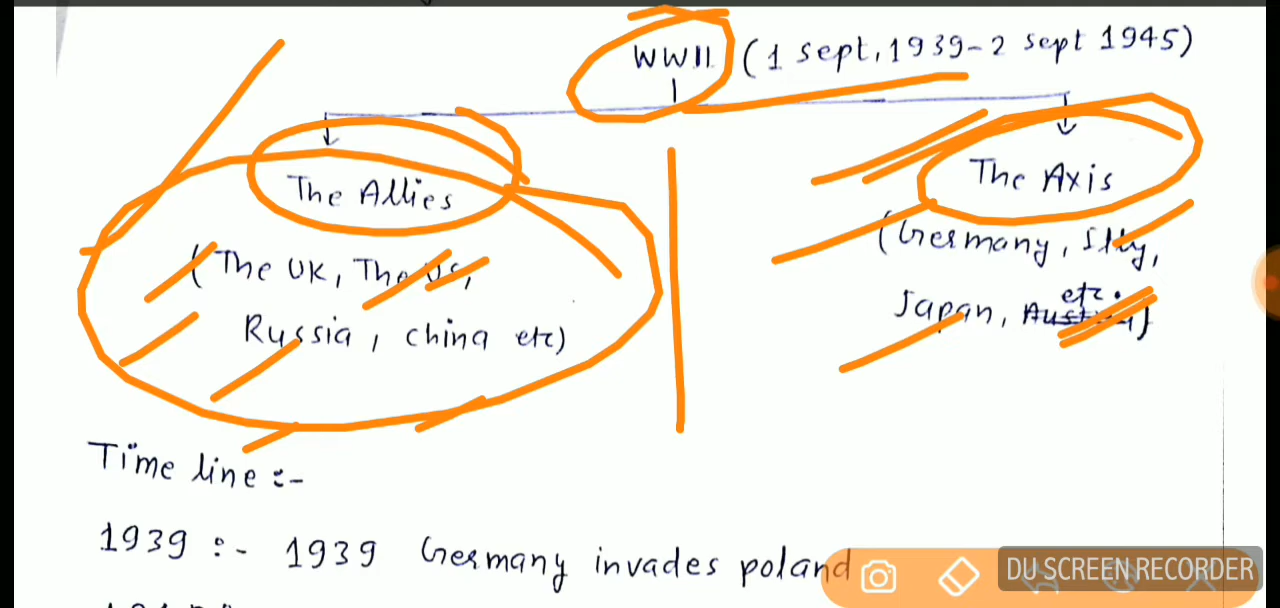 WWII (1 sept, 1939 - 2 sept 1945)
The Allies
The Axis
(The UK, The US,
Russia, china etc)
(Germany, Itly,
Japan, etc.)
Time line :-
1939 :- 1939 Germany invades poland
DU SCREEN RECORDER